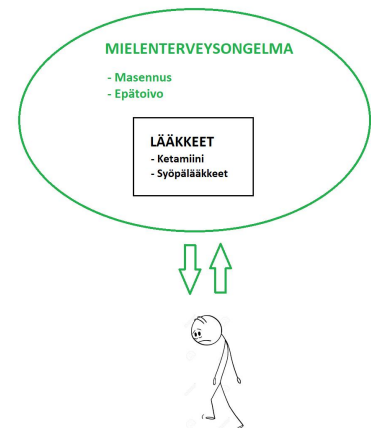 MIELENTERVEYSONGELMA
- Masennus
- Epätoivo
LÄÄKKEET
- Ketamiini
- Syöpälääkkeet